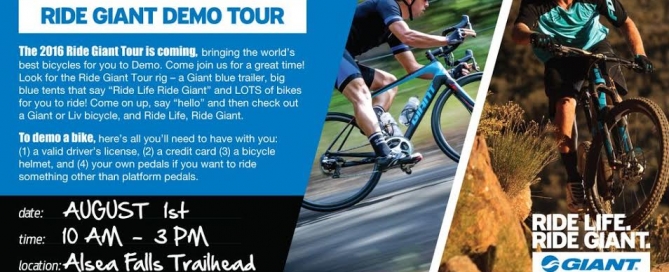 RIDE GIANT DEMO TOUR
The 2016 Ride Giant Tour is coming, bringing the world's
best bicycles for you to Demo. Come join us for a great time!
Look for the Ride Giant Tour rig – a Giant blue trailer, big
blue tents that say "Ride Life Ride Giant" and LOTS of bikes
for you to ride! Come on up, say "hello" and then check out
a Giant or Liv bicycle, and Ride Life, Ride Giant.
To demo a bike, here's all you'll need to have with you:
(1) a valid driver's license, (2) a credit card (3) a bicycle
helmet, and (4) your own pedals if you want to ride
something other than platform pedals.
date: AUGUST 1st
time: 10 AM - 3 PM
location: Alsea Falls Trailhead
GIANT
RIDE LIFE.
RIDE GIANT.
GIANT